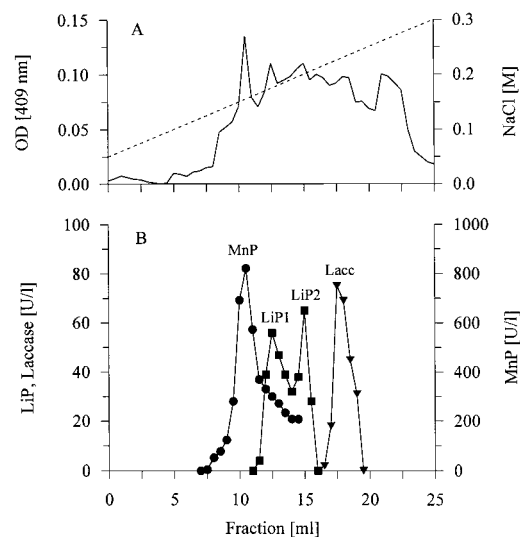 A
OD [409 nm]
0.15
0.10
0.05
0.00
NaCl [M]
0.3
0.2
0.1
0.0
B
MnP
LiP1
LiP2
Lacc
LiP, Laccase [U/l]
100
80
60
40
20
0
MnP [U/l]
1000
800
600
400
200
0
0 5 10 15 20 25
Fraction [ml]